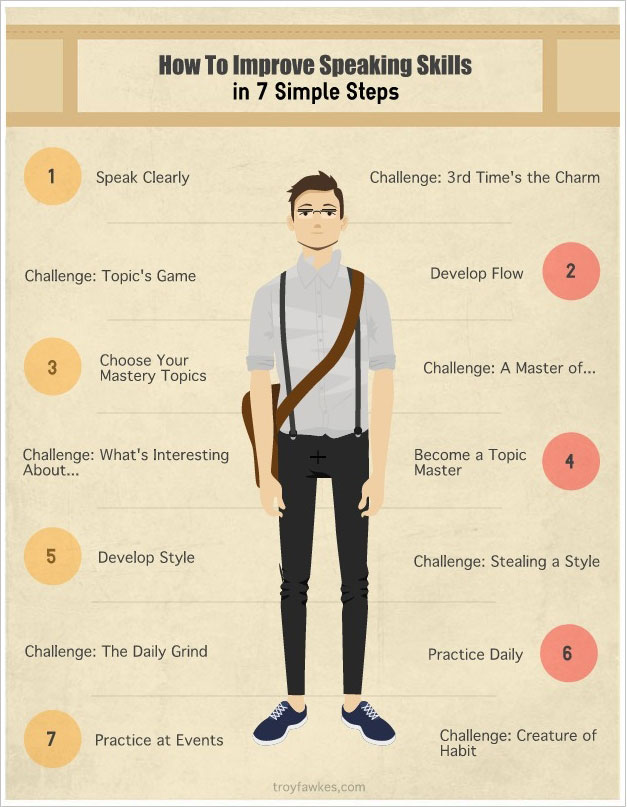 How To Improve Speaking Skills
in 7 Simple Steps
1
Speak Clearly
Challenge: 3rd Time's the Charm
Challenge: Topic's Game
Develop Flow
2
3
Choose Your
Mastery Topics
Challenge: A Master of...
Challenge: What's Interesting
About...
Become a Topic
Master
4
5
Develop Style
Challenge: Stealing a Style
Challenge: The Daily Grind
Practice Daily
6
7
Practice at Events
Challenge: Creature of
Habit
troyfawkes.com